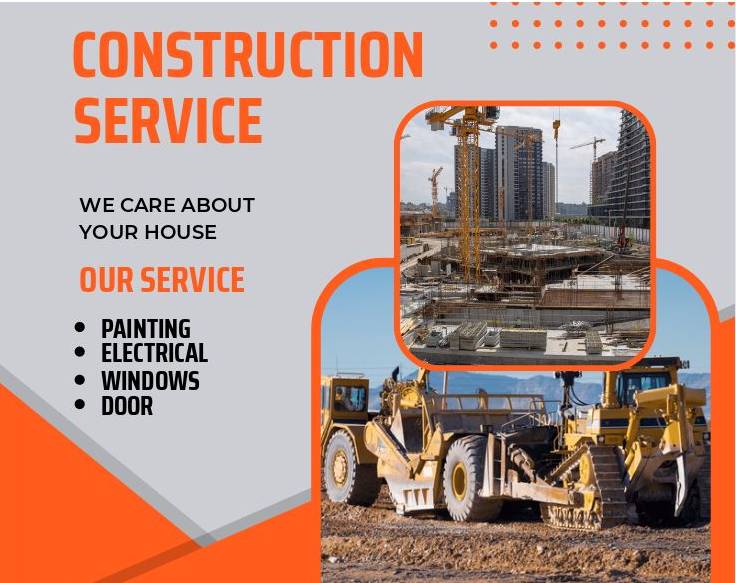 CONSTRUCTION
SERVICE
WE CARE ABOUT
YOUR HOUSE
OUR SERVICE
• PAINTING
• ELECTRICAL
• WINDOWS
• DOOR